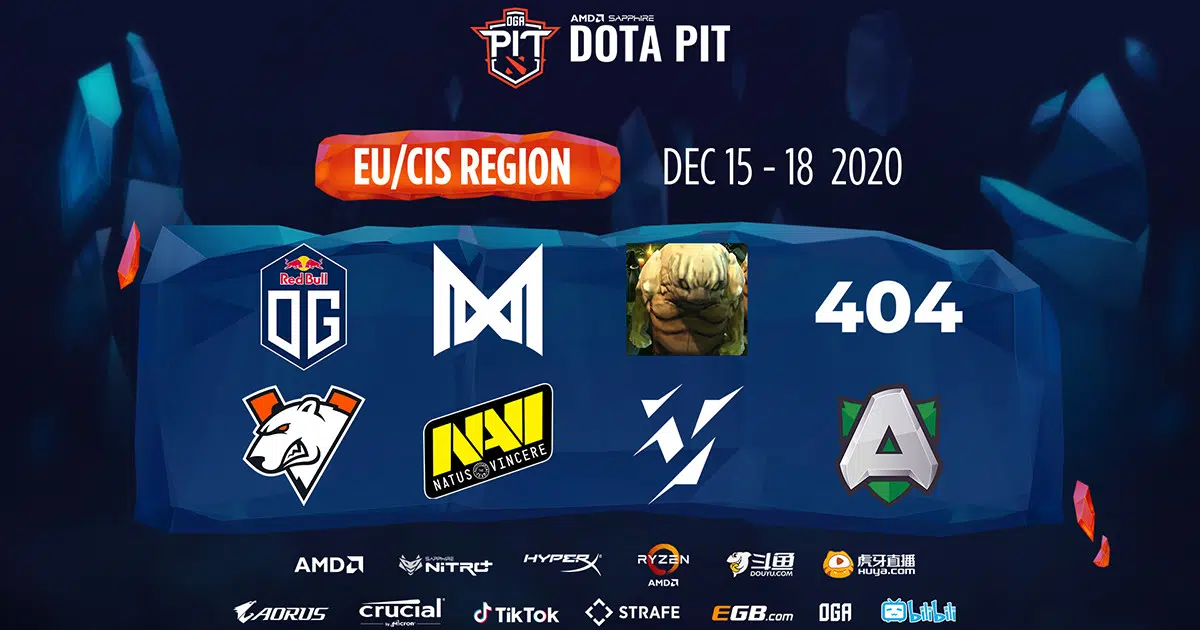 OGA
PIT
AMD SAPPHIRE
DOTA PIT
EU/CIS REGION
DEC 15 - 18 2020
Red Bull
OG
404
NAVI
NATUS VINCERE
A
AMD
SAPPHIRE
NITRO+
HYPERX
RYZEN
AMD
斗鱼
DOUYU.COM
虎牙直播
HUYA.com
AORUS
crucial
by Micron
TikTok
STRAFE
EGB.com
OGA
bilibili